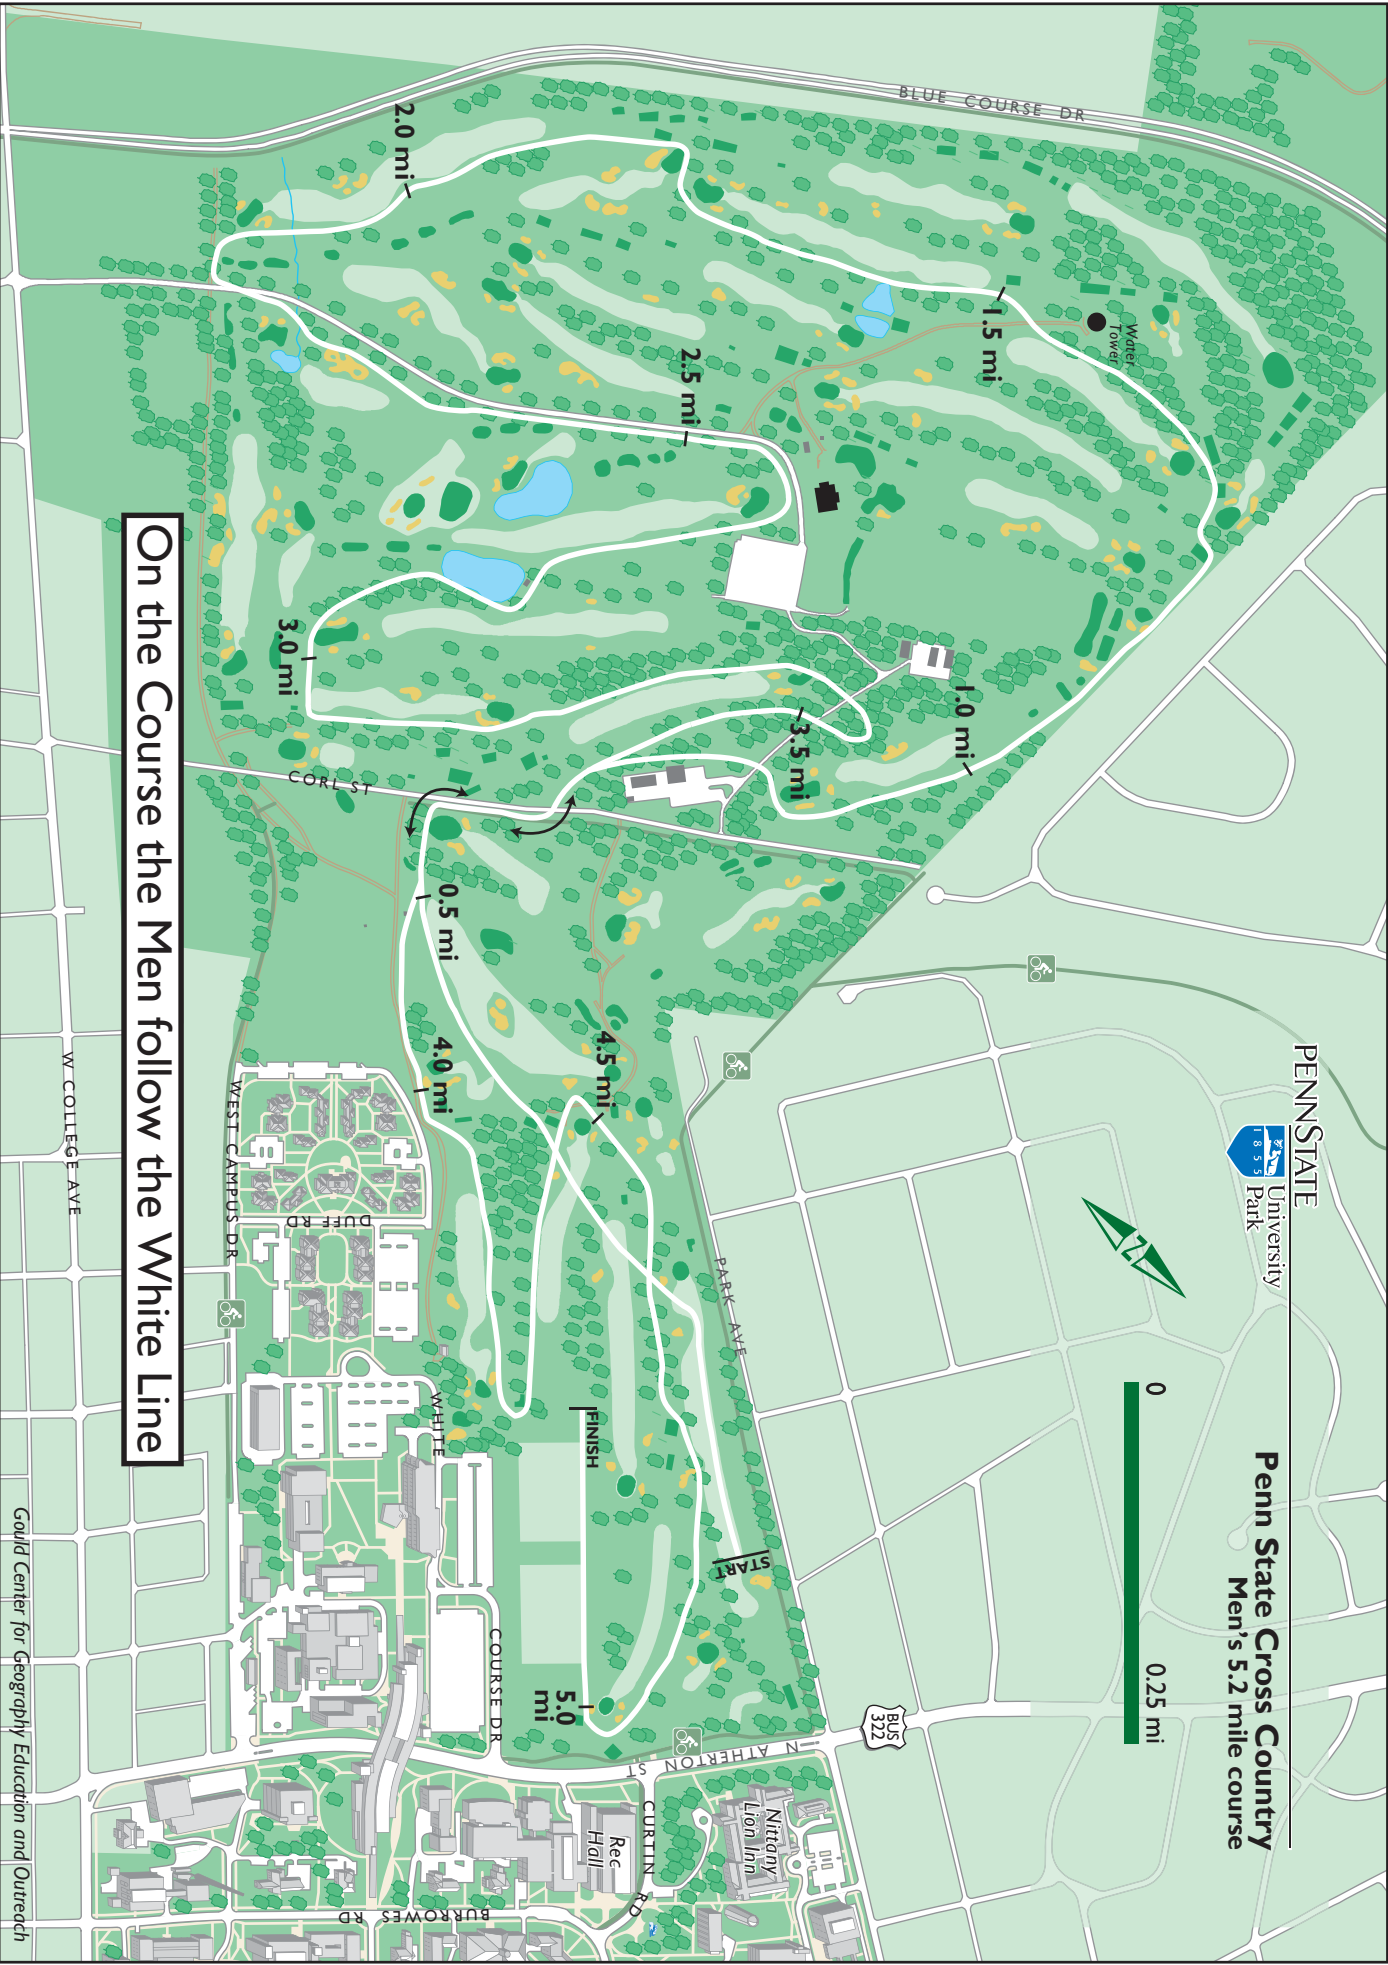 PENNSTATE
1855
University
Park
Penn State Cross Country
Men's 5.2 mile course
0
0.25 mi
BLUE COURSE DR
Water
Tower
1.5 mi
2.0 mi
2.5 mi
1.0 mi
3.5 mi
3.0 mi
CORL ST
0.5 mi
4.5 mi
4.0 mi
PARK AVE
START
FINISH
5.0
mi
N ATHERTON
ST
BUS
322
Nittany
Lion Inn
CURTIN RD
Rec
Hall
WHITE
COURSE DR
BURROWES RD
DUFF RD
WEST CAMPUS DR
W COLLEGE AVE
On the Course the Men follow the White Line
Gould Center for Geography Education and Outreach